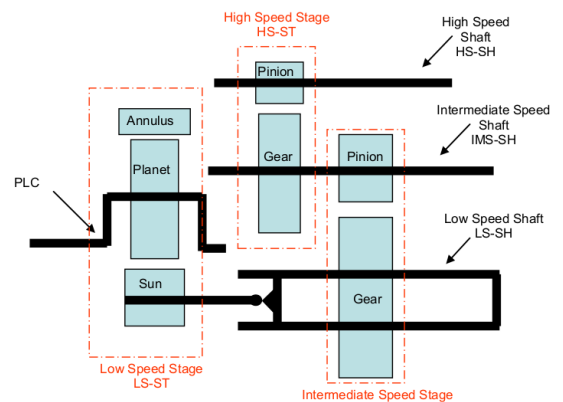 High Speed Stage
HS-ST
High Speed
Shaft
HS-SH
Pinion
Annulus
Intermediate Speed
Shaft
IMS-SH
Planet
Gear
Pinion
PLC
Low Speed Shaft
LS-SH
Sun
Gear
Low Speed Stage
LS-ST
Intermediate Speed Stage